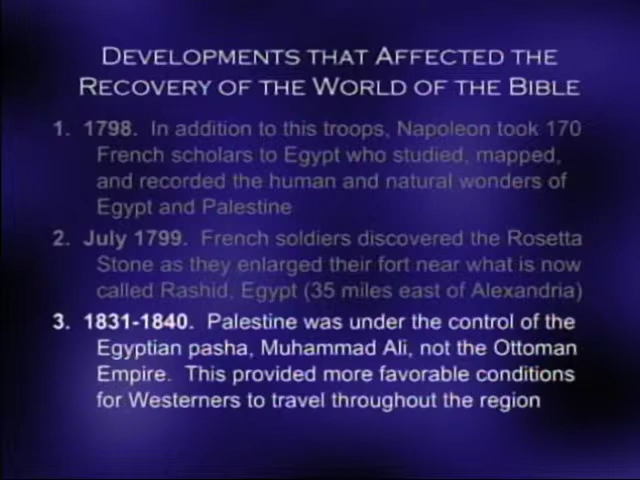 DEVELOPMENTS THAT AFFECTED THE
RECOVERY OF THE WORLD OF THE BIBLE
1. 1798. In addition to this troops, Napoleon took 170
French scholars to Egypt who studied, mapped,
and recorded the human and natural wonders of
Egypt and Palestine
2. July 1799. French soldiers discovered the Rosetta
Stone as they enlarged their fort near what is now
called Rashid, Egypt (35 miles east of Alexandria)
3. 1831-1840. Palestine was under the control of the
Egyptian pasha, Muhammad Ali, not the Ottoman
Empire. This provided more favorable conditions
for Westerners to travel throughout the region